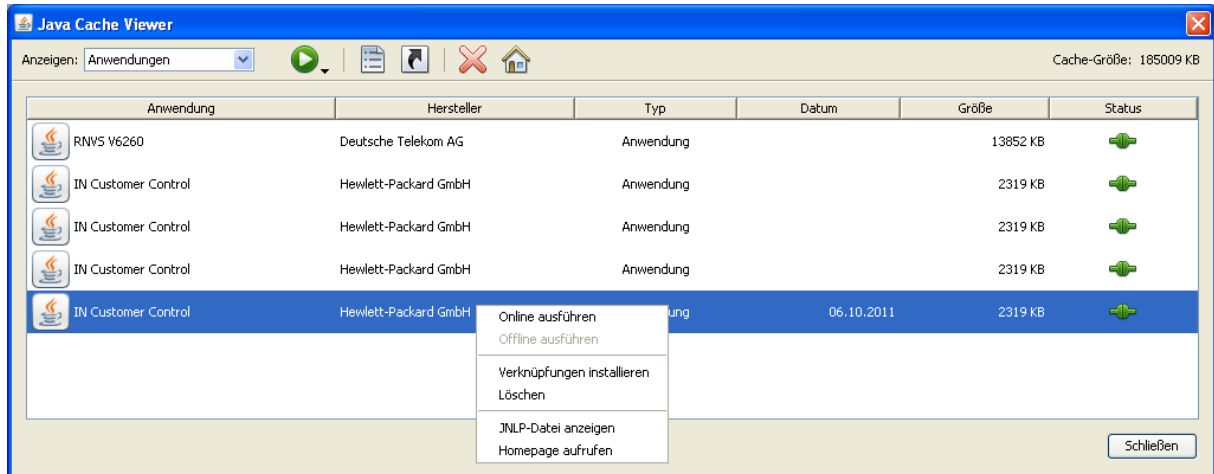 Java Cache Viewer
Anzeigen: Anwendungen Cache-Größe: 185009 KB
Anwendung Hersteller Typ Datum Größe Status
RNVS V6260 Deutsche Telekom AG Anwendung 13852 KB
IN Customer Control Hewlett-Packard GmbH Anwendung 2319 KB
IN Customer Control Hewlett-Packard GmbH Anwendung 2319 KB
IN Customer Control Hewlett-Packard GmbH Anwendung 2319 KB
IN Customer Control Hewlett-Packard GmbH ung 06.10.2011 2319 KB
Online ausführen
Offline ausführen
Verknüpfungen installieren
Löschen
JNLP-Datei anzeigen
Homepage aufrufen
Schließen